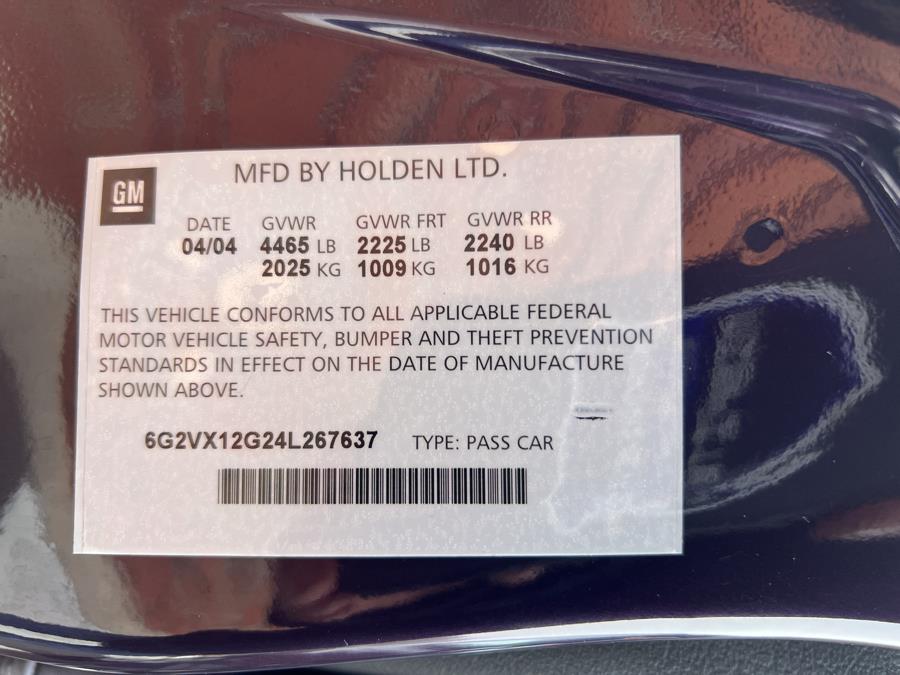 GM
MFD BY HOLDEN LTD.
DATE GVWR GVWR FRT GVWR RR
04/04 4465 LB 2225 LB 2240 LB
2025 KG 1009 KG 1016 KG
THIS VEHICLE CONFORMS TO ALL APPLICABLE FEDERAL
MOTOR VEHICLE SAFETY, BUMPER AND THEFT PREVENTION
STANDARDS IN EFFECT ON THE DATE OF MANUFACTURE
SHOWN ABOVE.
6G2VX12G24L267637 TYPE: PASS CAR